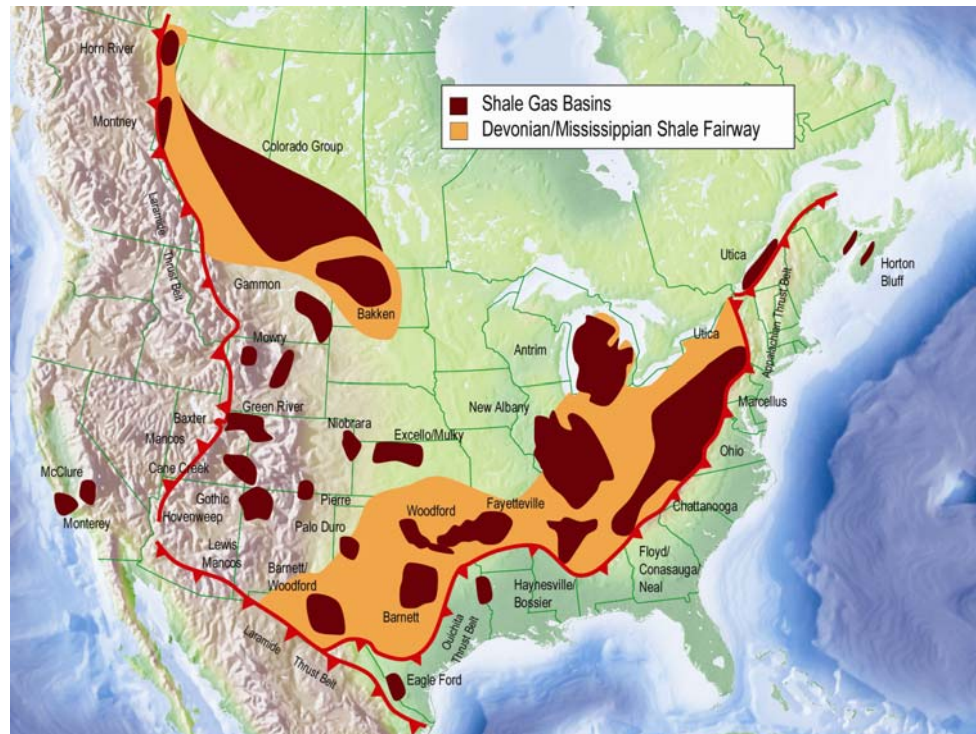 Horn River
Shale Gas Basins
Devonian/Mississippian Shale Fairway
Montney
Colorado Group
Laramide
Thrust Belt
Utica
Horton
Bluff
Gammon
Bakken
Utica
Appalachian Thrust Belt
Mowry
Antrim
Green River
New Albany
Marcellus
Baxter
Niobrara
Excello/Mulky
Mancos
Ohio
McClure
Cane Creek
Gothic
Pierre
Fayetteville
Chattanooga
Monterey
Hovenweep
Palo Duro
Woodford
Lewis
Mancos
Barnett/
Woodford
Floyd/
Conasauga/
Neal
Haynesville/
Bossier
Barnett
Ouichita
Thrust Belt
Laramide
Thrust Belt
Eagle Ford